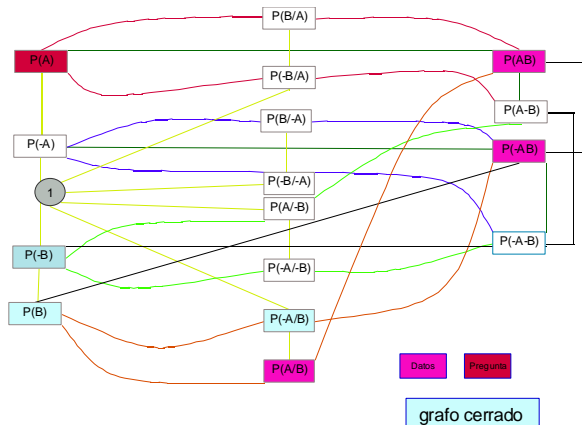 P(B/A)
P(A)
P(AB)
P(-B/A)
P(A-B)
P(B/-A)
P(-A)
P(-AB)
P(-B/-A)
1
P(A/-B)
P(-A-B)
P(-B)
P(-A/-B)
P(B)
P(-A/B)
P(A/B)
Datos
Pregunta
grafo cerrado